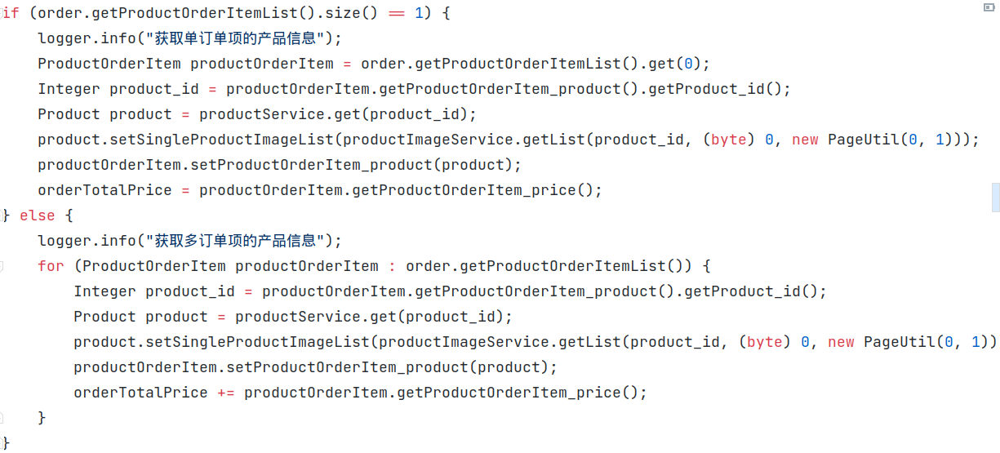 if (order.getProductOrderItemList().size() == 1) {
    logger.info("获取单订单项的产品信息");
    ProductOrderItem productOrderItem = order.getProductOrderItemList().get(0);
    Integer product_id = productOrderItem.getProductOrderItem_product().getProduct_id();
    Product product = productService.get(product_id);
    product.setSingleProductImageList(productImageService.getList(product_id, (byte) 0, new PageUtil(0, 1)));
    productOrderItem.setProductOrderItem_product(product);
    orderTotalPrice = productOrderItem.getProductOrderItem_price();
} else {
    logger.info("获取多订单项的产品信息");
    for (ProductOrderItem productOrderItem : order.getProductOrderItemList()) {
        Integer product_id = productOrderItem.getProductOrderItem_product().getProduct_id();
        Product product = productService.get(product_id);
        product.setSingleProductImageList(productImageService.getList(product_id, (byte) 0, new PageUtil(0, 1))
        productOrderItem.setProductOrderItem_product(product);
        orderTotalPrice += productOrderItem.getProductOrderItem_price();
    }
}